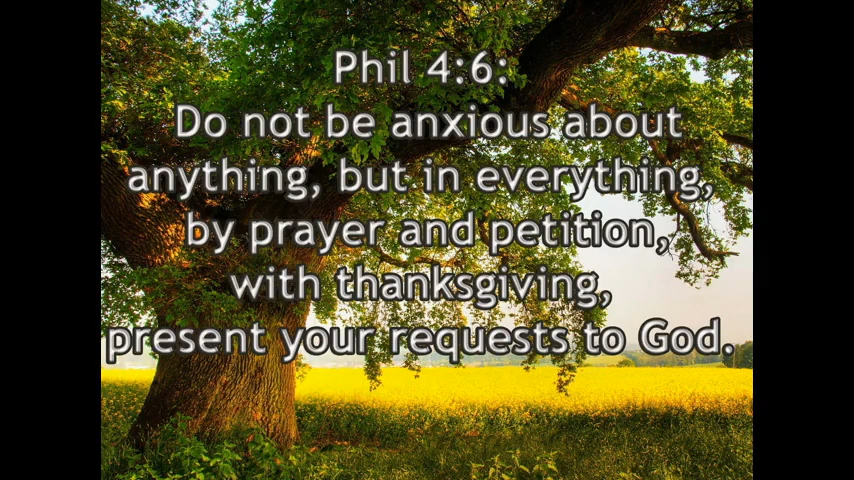 Phil 4:6:
Do not be anxious about
anything, but in everything,
by prayer and petition,
with thanksgiving,
present your requests to God.